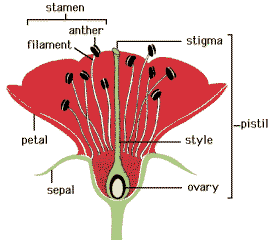 stamen
anther
filament
stigma
petal
style
pistil
sepal
ovary